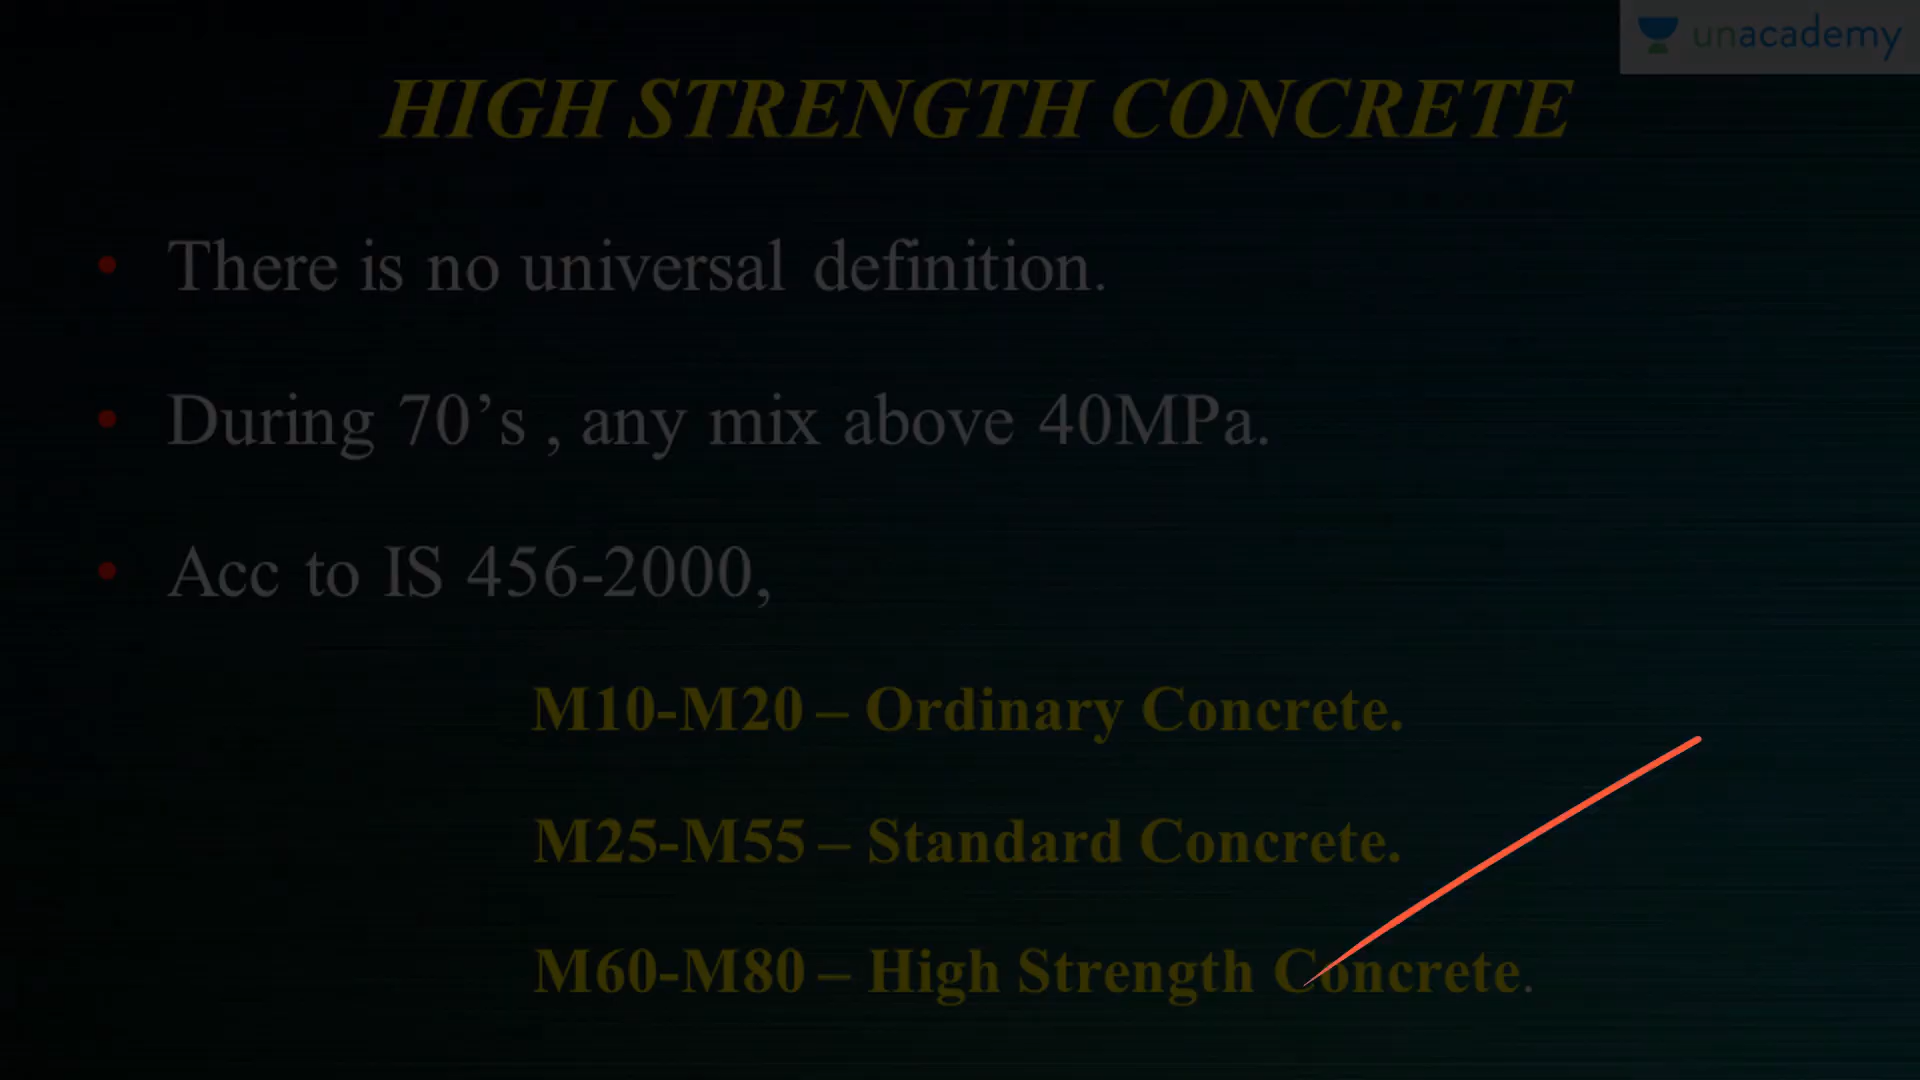 unacademy
HIGH STRENGTH CONCRETE
• There is no universal definition.
• During 70’s , any mix above 40MPa.
• Acc to IS 456-2000,
M10-M20 – Ordinary Concrete.
M25-M55 – Standard Concrete.
M60-M80 – High Strength Concrete.